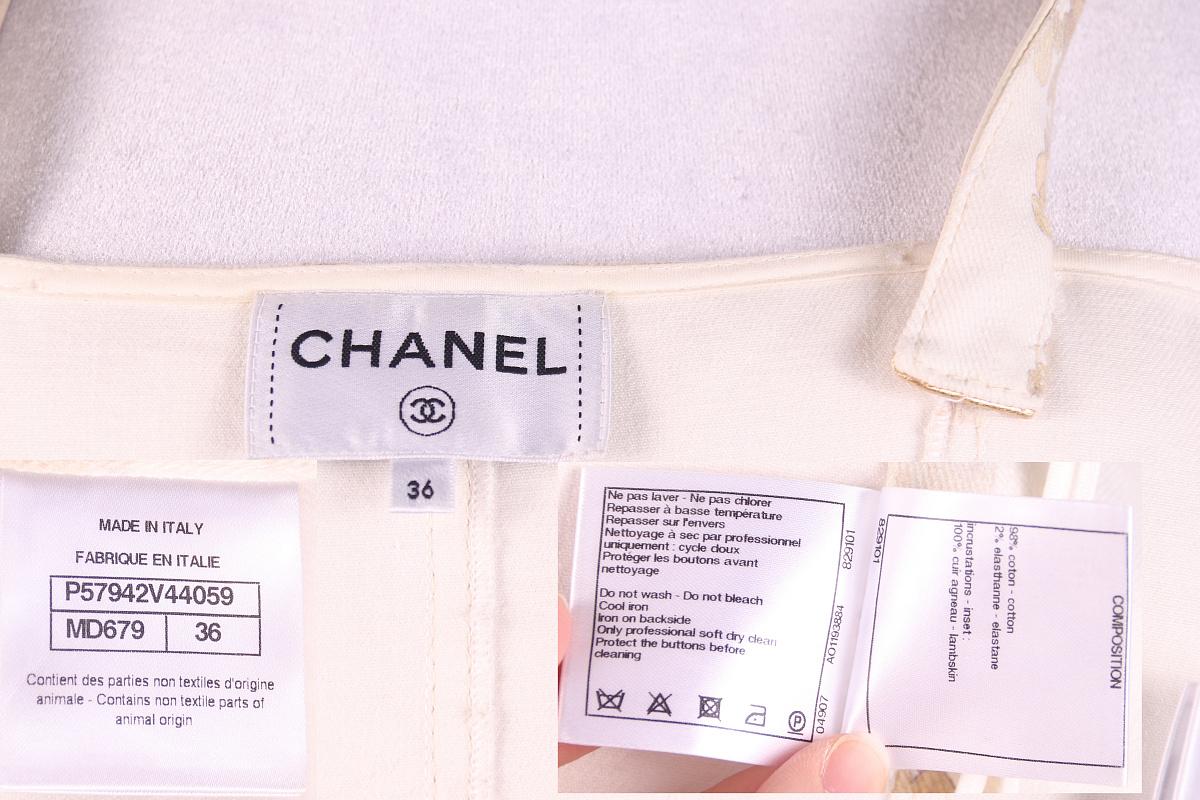 CHANEL
36
MADE IN ITALY
FABRIQUE EN ITALIE
P57942V44059
MD679 36
Contient des parties non textiles d'origine
animale - Contains non textile parts of
animal origin
Ne pas laver - Ne pas chlorer
Repasser à basse température
Repasser sur l'envers
Nettoyage à sec par professionnel
uniquement : cycle doux
Protéger les boutons avant
nettoyage
Do not wash - Do not bleach
Cool iron
Iron on backside
Only professional soft dry clean
Protect the buttons before
cleaning
P
829101
AO1193884
04907
829101
COMPOSITION
98% coton - cotton
2% elasthanne - elastane
incrustations - inset :
100% cuir agneau - lambskin